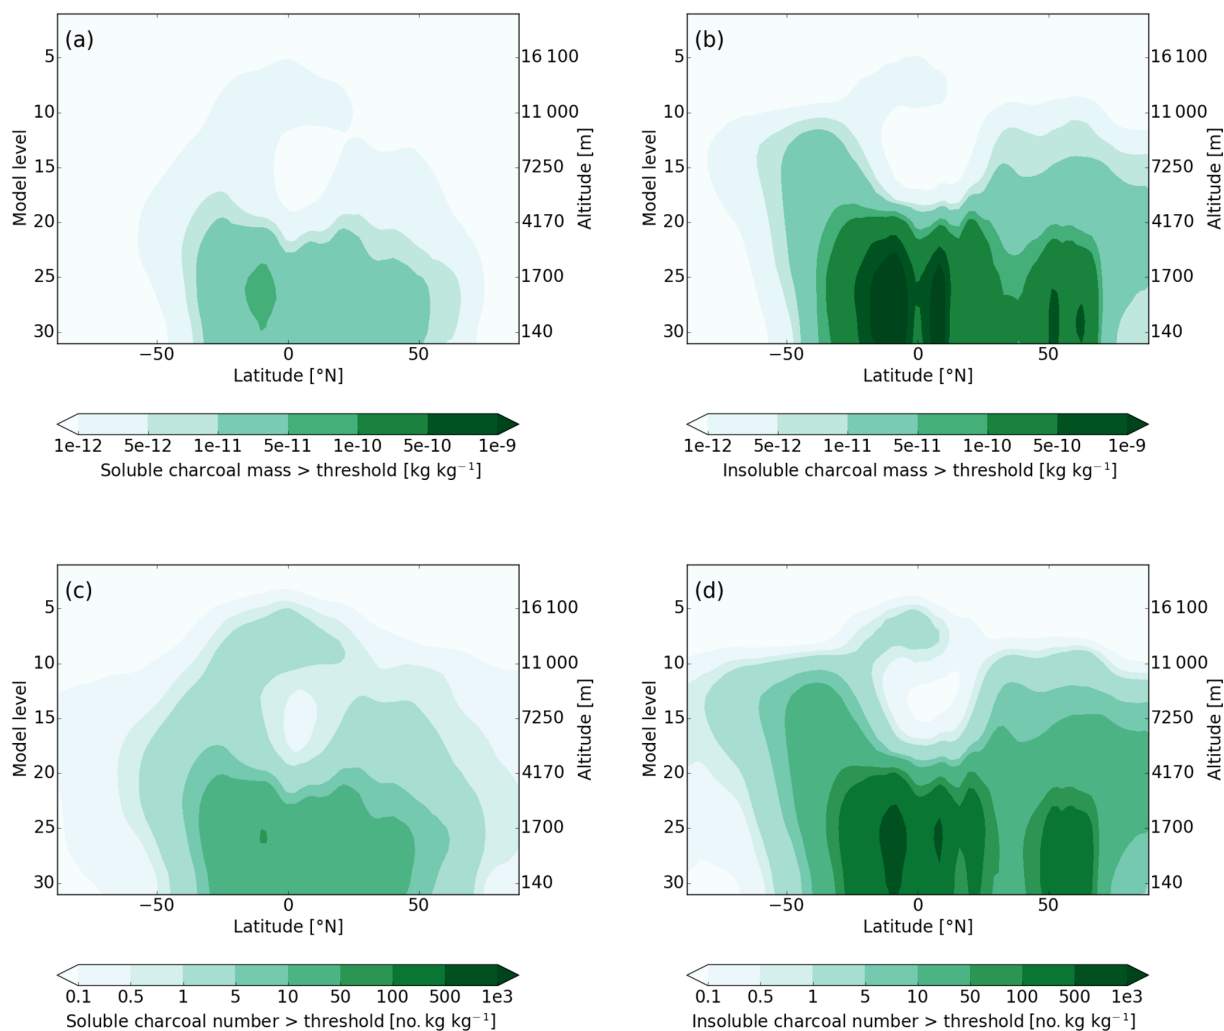 (a)
5
10
15
20
25
30
Model level
16 100
11 000
7250
4170
1700
140
Altitude [m]
−50 0 50
Latitude [°N]
1e-12 5e-12 1e-11 5e-11 1e-10 5e-10 1e-9
Soluble charcoal mass > threshold [kg kg⁻¹]
(b)
5
10
15
20
25
30
Model level
16 100
11 000
7250
4170
1700
140
Altitude [m]
−50 0 50
Latitude [°N]
1e-12 5e-12 1e-11 5e-11 1e-10 5e-10 1e-9
Insoluble charcoal mass > threshold [kg kg⁻¹]
(c)
5
10
15
20
25
30
Model level
16 100
11 000
7250
4170
1700
140
Altitude [m]
−50 0 50
Latitude [°N]
0.1 0.5 1 5 10 50 100 500 1e3
Soluble charcoal number > threshold [no. kg kg⁻¹]
(d)
5
10
15
20
25
30
Model level
16 100
11 000
7250
4170
1700
140
Altitude [m]
−50 0 50
Latitude [°N]
0.1 0.5 1 5 10 50 100 500 1e3
Insoluble charcoal number > threshold [no. kg kg⁻¹]